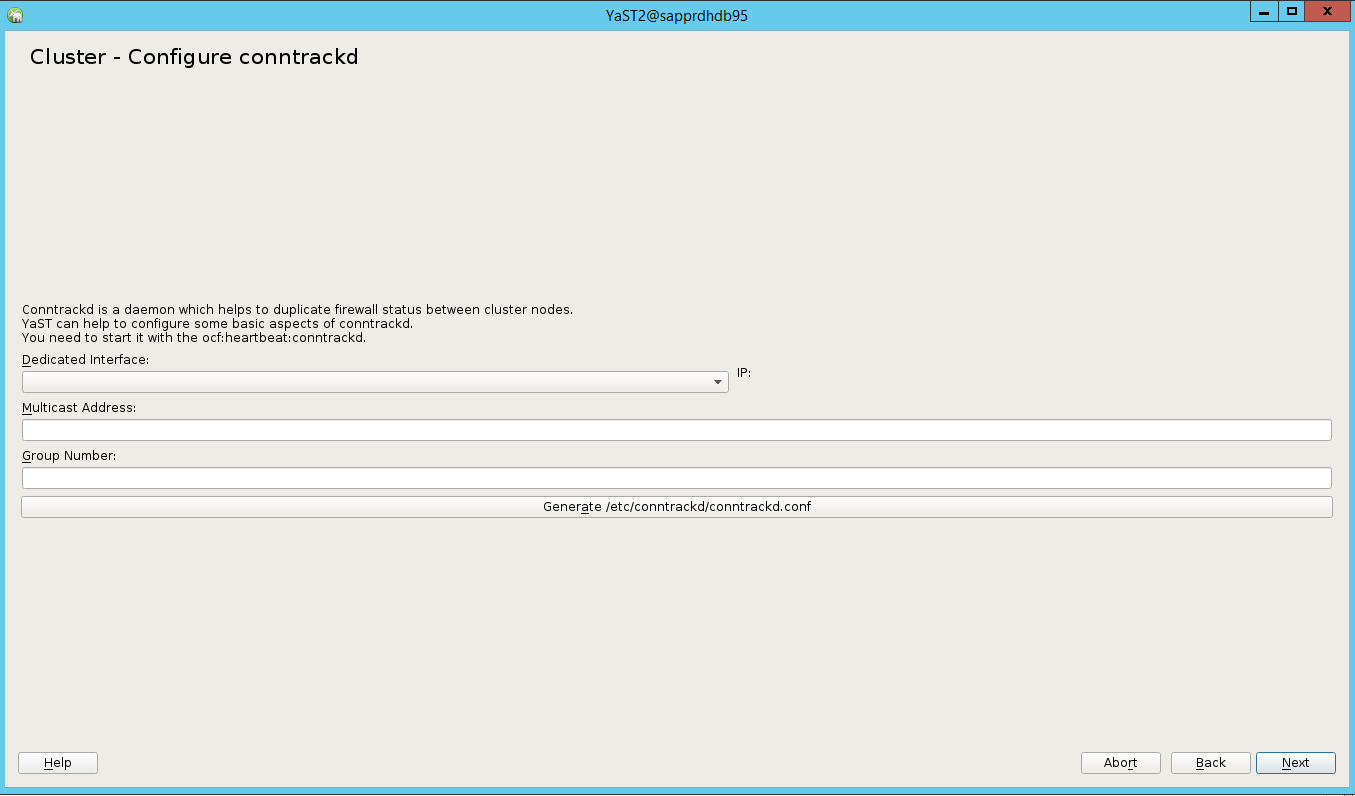 YaST2@sapprdhdb95
Cluster - Configure conntrackd
Conntrackd is a daemon which helps to duplicate firewall status between cluster nodes.
YaST can help to configure some basic aspects of conntrackd.
You need to start it with the ocf:heartbeat:conntrackd.
Dedicated Interface:
IP:
Multicast Address:
Group Number:
Generate /etc/conntrackd/conntrackd.conf
Help
Abort
Back
Next